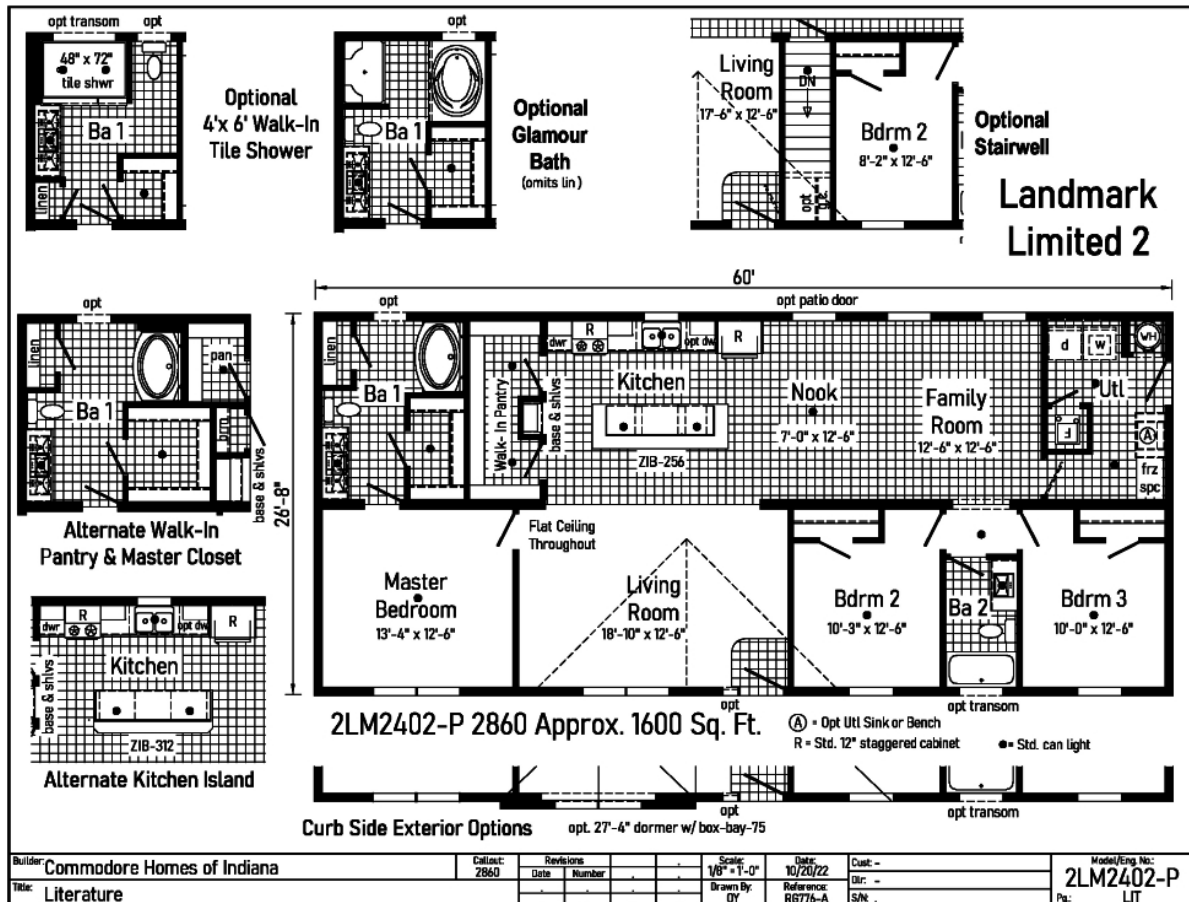 opt transom
opt
48" x 72"
tile shwr
Ba 1
linen
Optional
4'x 6' Walk-In
Tile Shower
opt
Ba 1
Optional
Glamour
Bath
(omits lin )
Living
Room
17'-6" x 12'-6"
DN
opt
Bdrm 2
8'-2" x 12'-6"
Optional
Stairwell
Landmark
Limited 2
60'
opt
opt patio door
26'-8"
opt
linen
Ba 1
pan
brm
base & shlvs
Alternate Walk-In
Pantry & Master Closet
linen
Ba 1
Walk-In Pantry
base & shlvs
dwr
R
opt dw
R
Kitchen
ZIB-256
Nook
7'-0" x 12'-6"
Family
Room
12'-6" x 12'-6"
d
w
WH
Utl
F
A
frz
spc
Flat Ceiling
Throughout
Master
Bedroom
13'-4" x 12'-6"
Living
Room
18'-10" x 12'-6"
Bdrm 2
10'-3" x 12'-6"
Ba 2
Bdrm 3
10'-0" x 12'-6"
dwr
R
opt dw
R
Kitchen
base & shlvs
ZIB-312
Alternate Kitchen Island
opt
opt transom
2LM2402-P 2860 Approx. 1600 Sq. Ft.
A = Opt Utl Sink or Bench
R = Std. 12" staggered cabinet
= Std. can light
opt
opt transom
Curb Side Exterior Options
opt. 27'-4" dormer w/ box-bay-75
Builder: Commodore Homes of Indiana
Callout:
2860
Revisions
Date Number
Scale:
1/8" = 1'-0"
Date:
10/20/22
Cust: -
Dlr: -
S/N: .
Model/Eng. No.:
2LM2402-P
Title: Literature
Drawn By:
DY
Reference:
RG776-A
Pg.: LIT